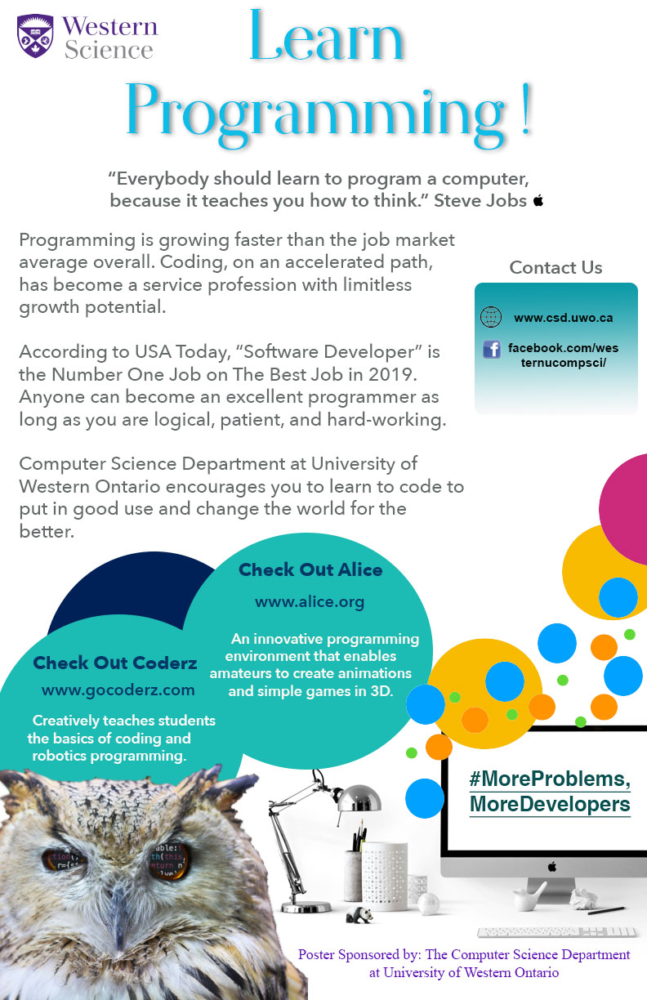 Western
Science
Learn
Programming !
“Everybody should learn to program a computer,
because it teaches you how to think.” Steve Jobs
Programming is growing faster than the job market
average overall. Coding, on an accelerated path,
has become a service profession with limitless
growth potential.
According to USA Today, “Software Developer“ is
the Number One Job on The Best Job in 2019.
Anyone can become an excellent programmer as
long as you are logical, patient, and hard-working.
Computer Science Department at University of
Western Ontario encourages you to learn to code to
put in good use and change the world for the
better.
Contact Us
www.csd.uwo.ca
f
facebook.com/wes
ternucompsci/
Check Out Alice
www.alice.org
An innovative programming
environment that enables
amateurs to create animations
and simple games in 3D.
Check Out Coderz
www.gocoderz.com
Creatively teaches students
the basics of coding and
robotics programming.
#MoreProblems,
MoreDevelopers
Poster Sponsored by: The Computer Science Department
at University of Western Ontario